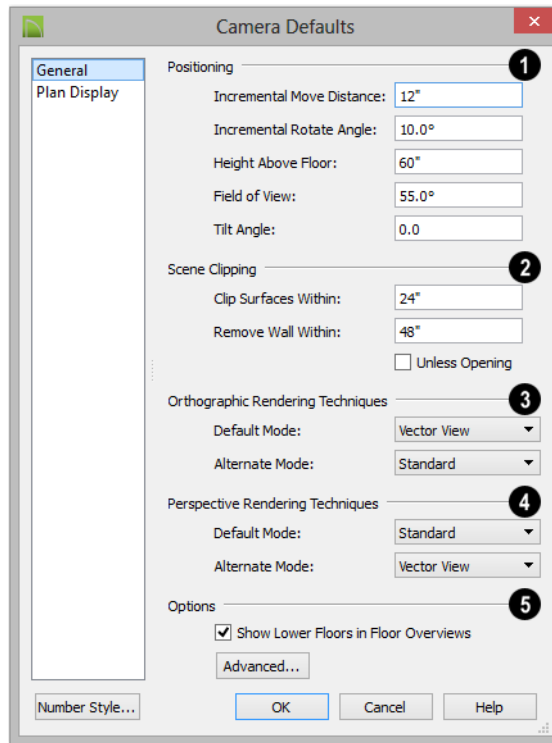 Camera Defaults
General
Plan Display
Positioning 1
Incremental Move Distance: 12"
Incremental Rotate Angle: 10.0°
Height Above Floor: 60"
Field of View: 55.0°
Tilt Angle: 0.0
Scene Clipping 2
Clip Surfaces Within: 24"
Remove Wall Within: 48"
Unless Opening
Orthographic Rendering Techniques 3
Default Mode: Vector View
Alternate Mode: Standard
Perspective Rendering Techniques 4
Default Mode: Standard
Alternate Mode: Vector View
Options 5
Show Lower Floors in Floor Overviews
Advanced...
Number Style... OK Cancel Help